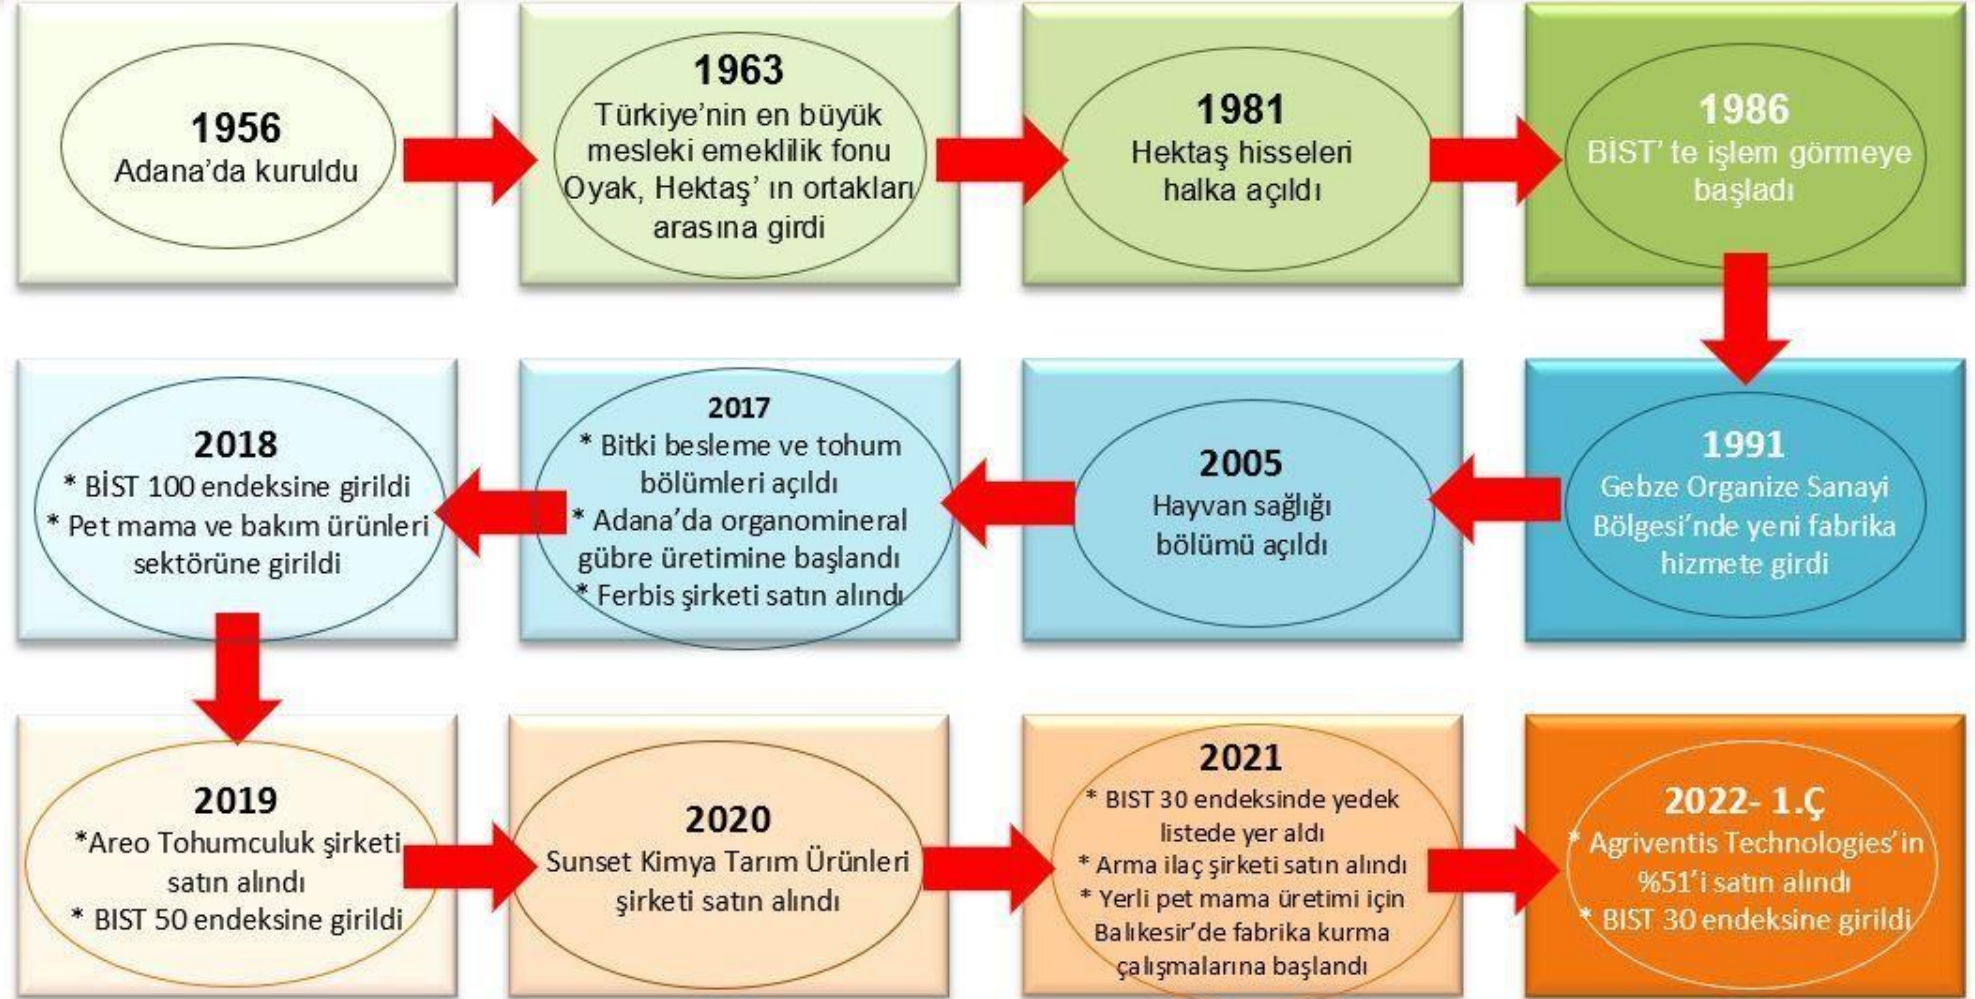 1956
Adana’da kuruldu
1963
Türkiye’nin en büyük
mesleki emeklilik fonu
Oyak, Hektaş’ ın ortakları
arasına girdi
1981
Hektaş hisseleri
halka açıldı
1986
BİST’ te işlem görmeye
başladı
1991
Gebze Organize Sanayi
Bölgesi’nde yeni fabrika
hizmete girdi
2005
Hayvan sağlığı
bölümü açıldı
2017
* Bitki besleme ve tohum
bölümleri açıldı
* Adana’da organomineral
gübre üretimine başlandı
* Ferbis şirketi satın alındı
2018
* BİST 100 endeksine girildi
* Pet mama ve bakım ürünleri
sektörüne girildi
2019
*Areo Tohumculuk şirketi
satın alındı
* BIST 50 endeksine girildi
2020
Sunset Kimya Tarım Ürünleri
şirketi satın alındı
2021
* BIST 30 endeksinde yedek
listede yer aldı
* Arma ilaç şirketi satın alındı
* Yerli pet mama üretimi için
Balıkesir’de fabrika kurma
çalışmalarına başlandı
2022- 1.Ç
* Agriventis Technologies’in
%51’i satın alındı
* BIST 30 endeksine girildi